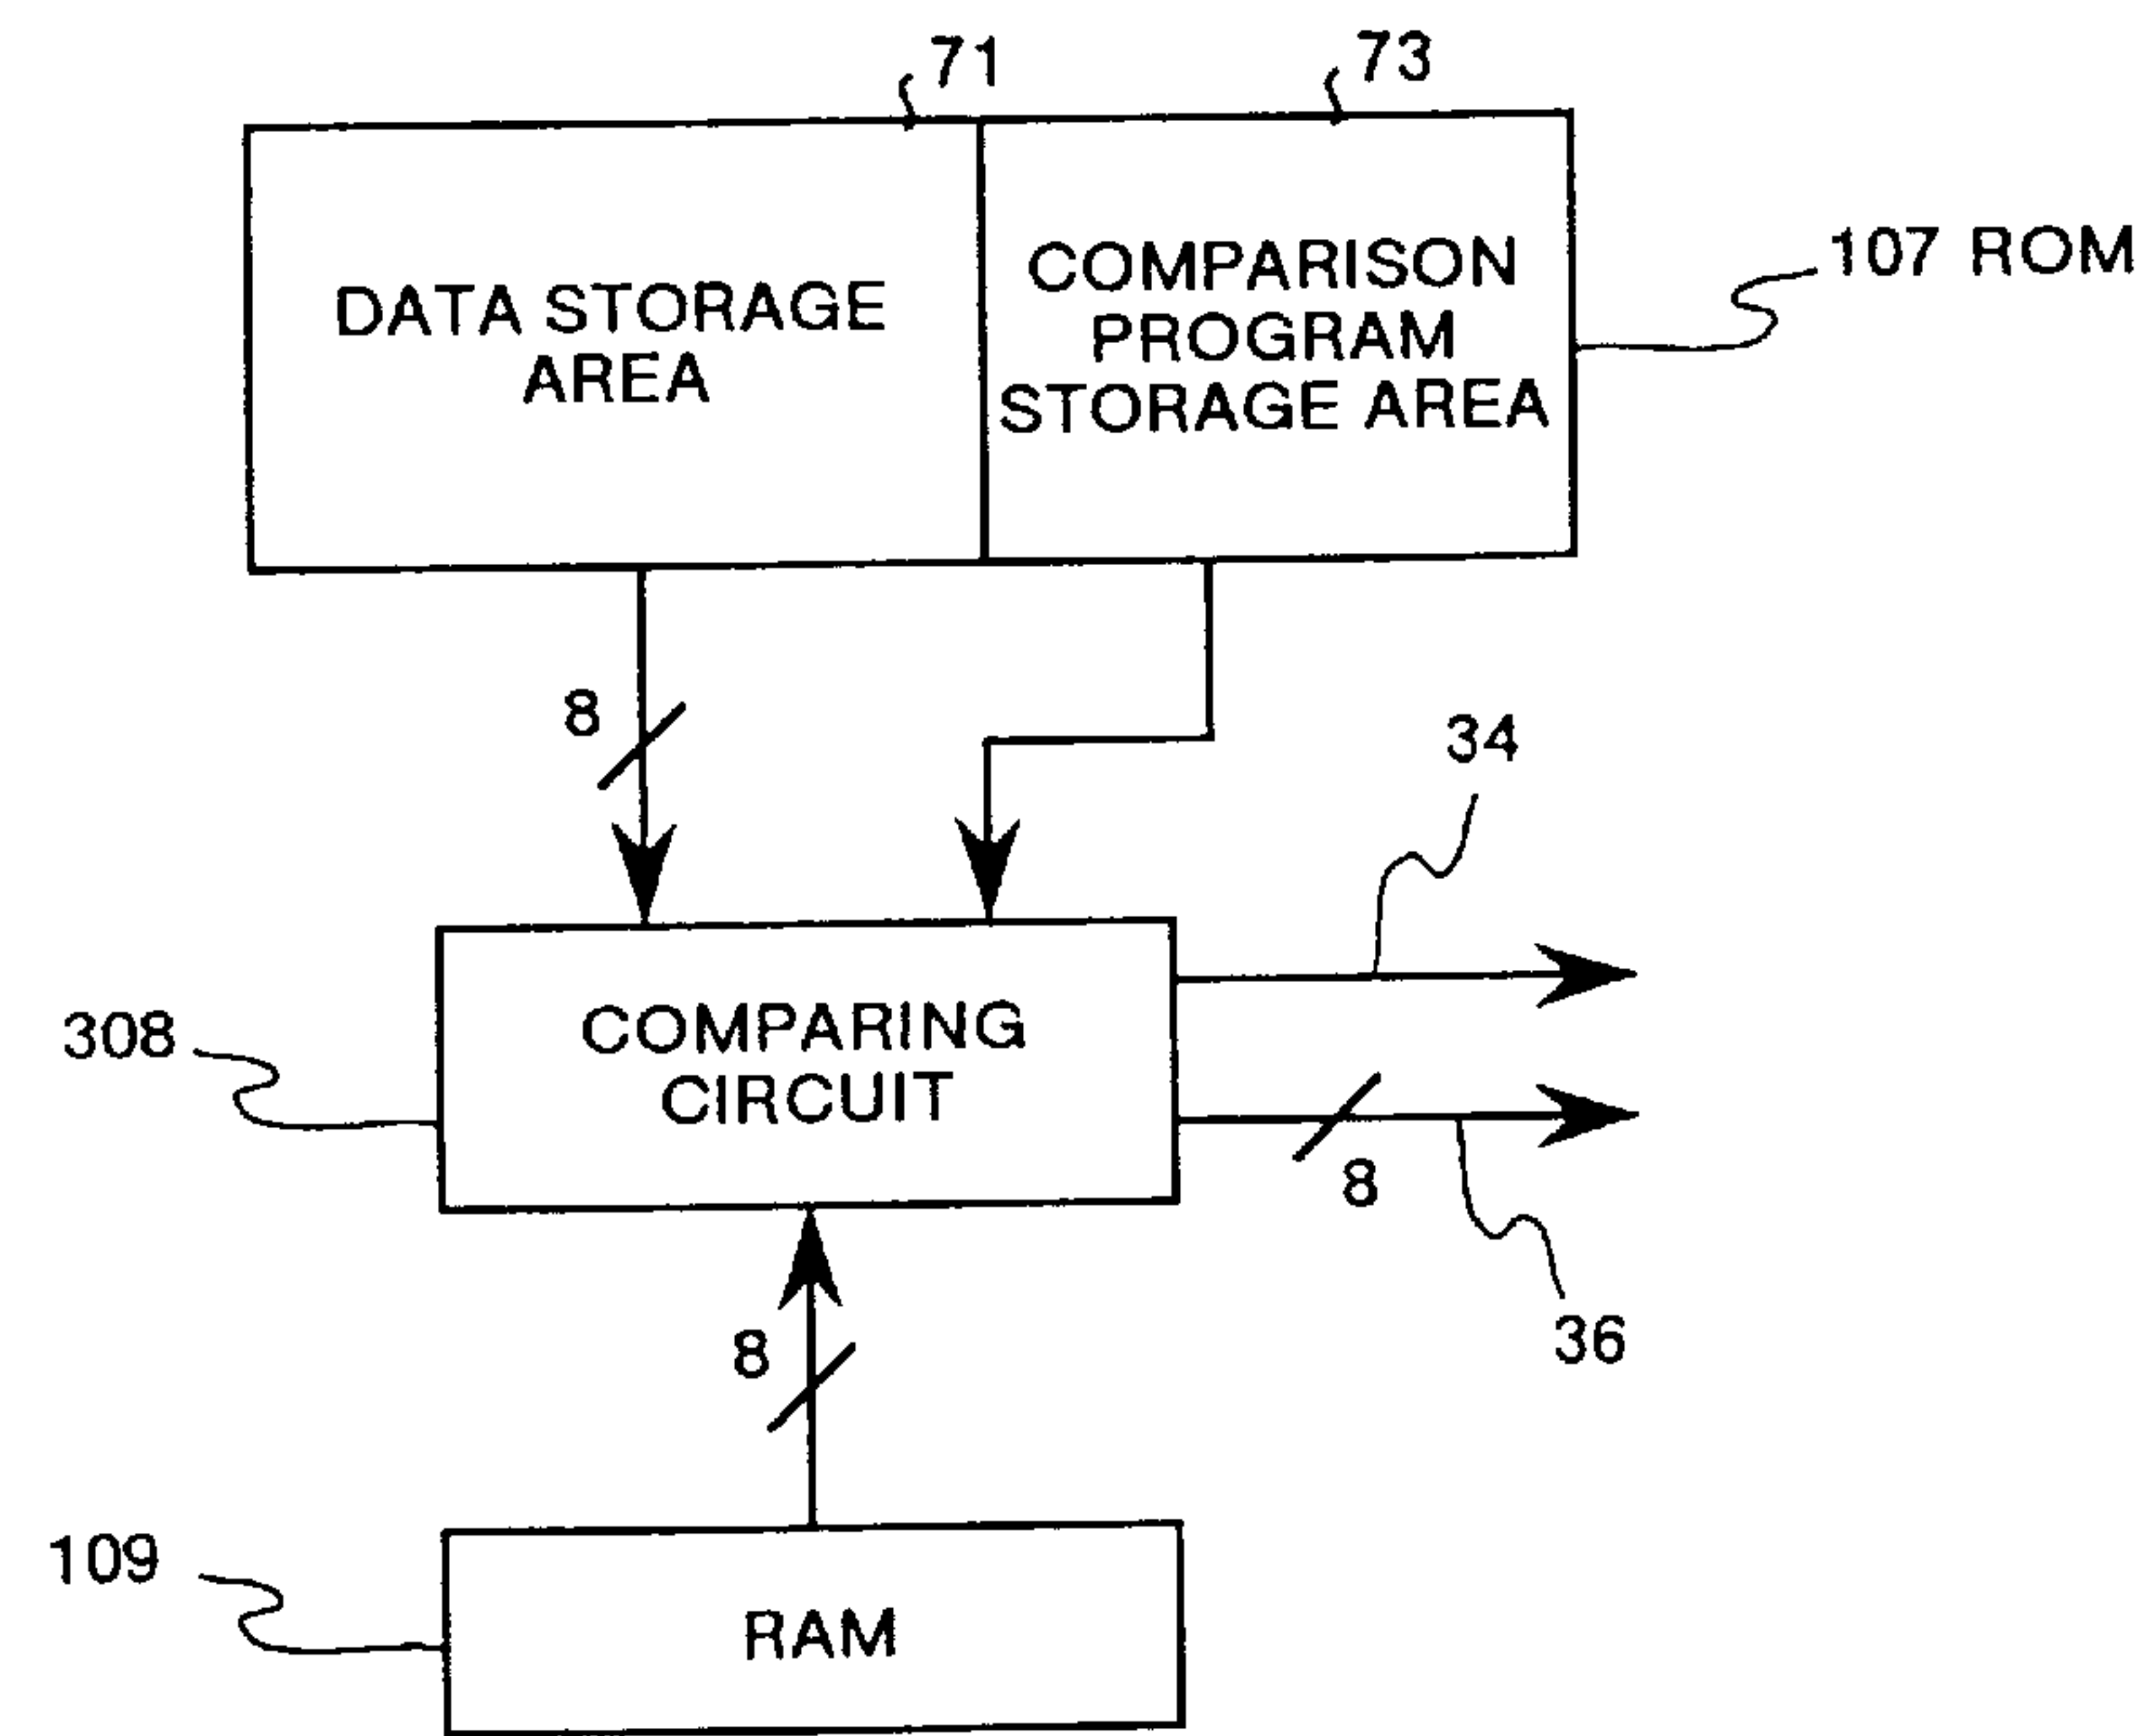 71
73
DATA STORAGE
AREA
COMPARISON
PROGRAM
STORAGE AREA
107 ROM
8
34
308
COMPARING
CIRCUIT
8
8
36
109
RAM